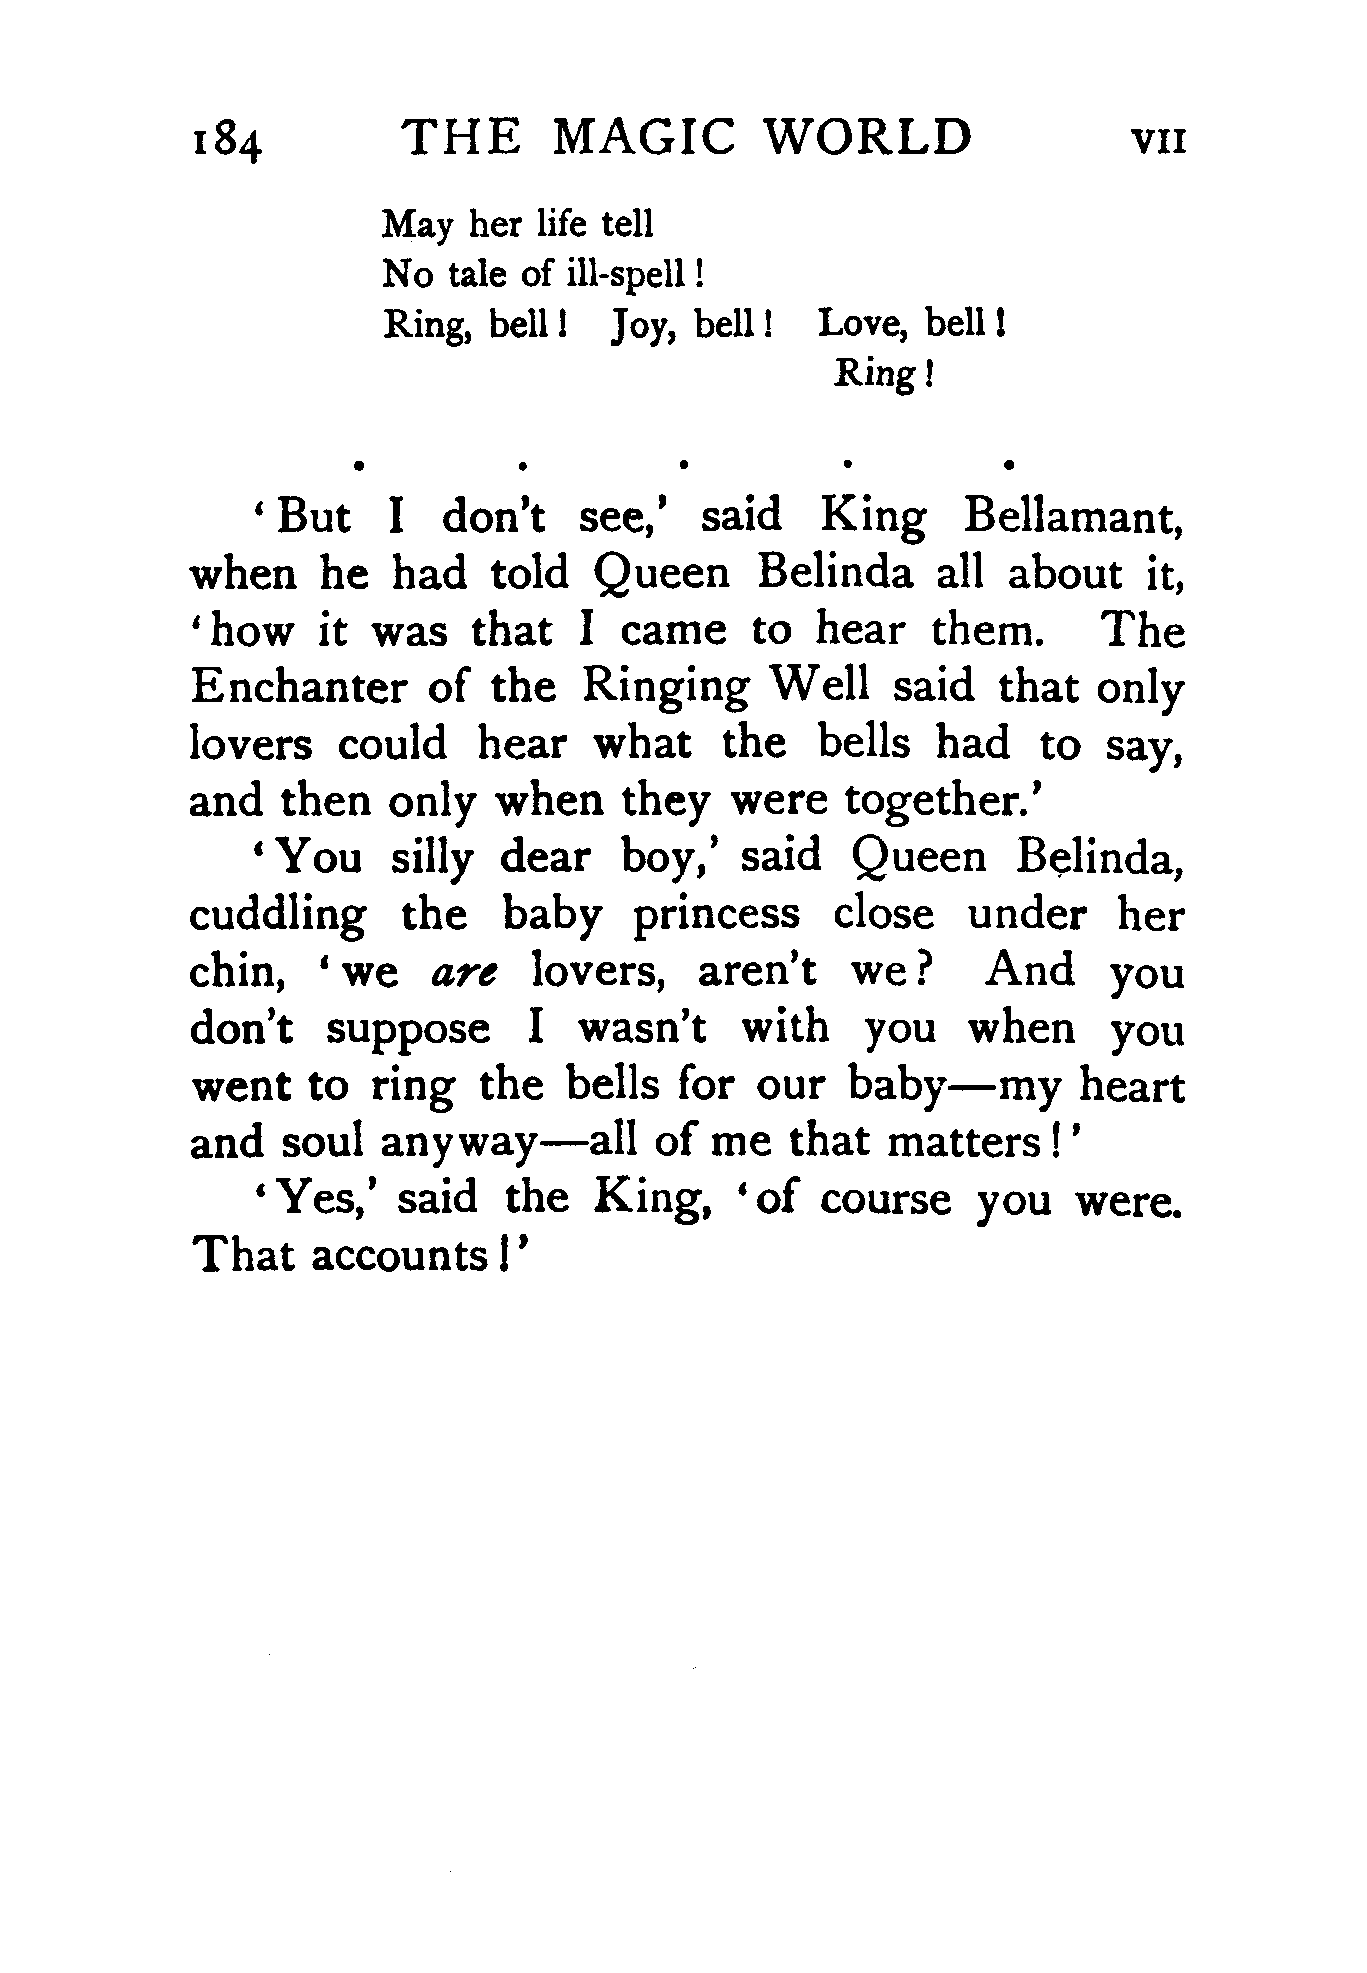 184 THE MAGIC WORLD VII
May her life tell
No tale of ill-spell!
Ring, bell! Joy, bell! Love, bell!
Ring!
. . . . .
‘But I don't see,’ said King Bellamant,
when he had told Queen Belinda all about it,
‘how it was that I came to hear them. The
Enchanter of the Ringing Well said that only
lovers could hear what the bells had to say,
and then only when they were together.’
‘You silly dear boy,’ said Queen Belinda,
cuddling the baby princess close under her
chin, ‘we are lovers, aren't we? And you
don't suppose I wasn't with you when you
went to ring the bells for our baby—my heart
and soul anyway—all of me that matters!’
‘Yes,’ said the King, ‘of course you were.
That accounts!’